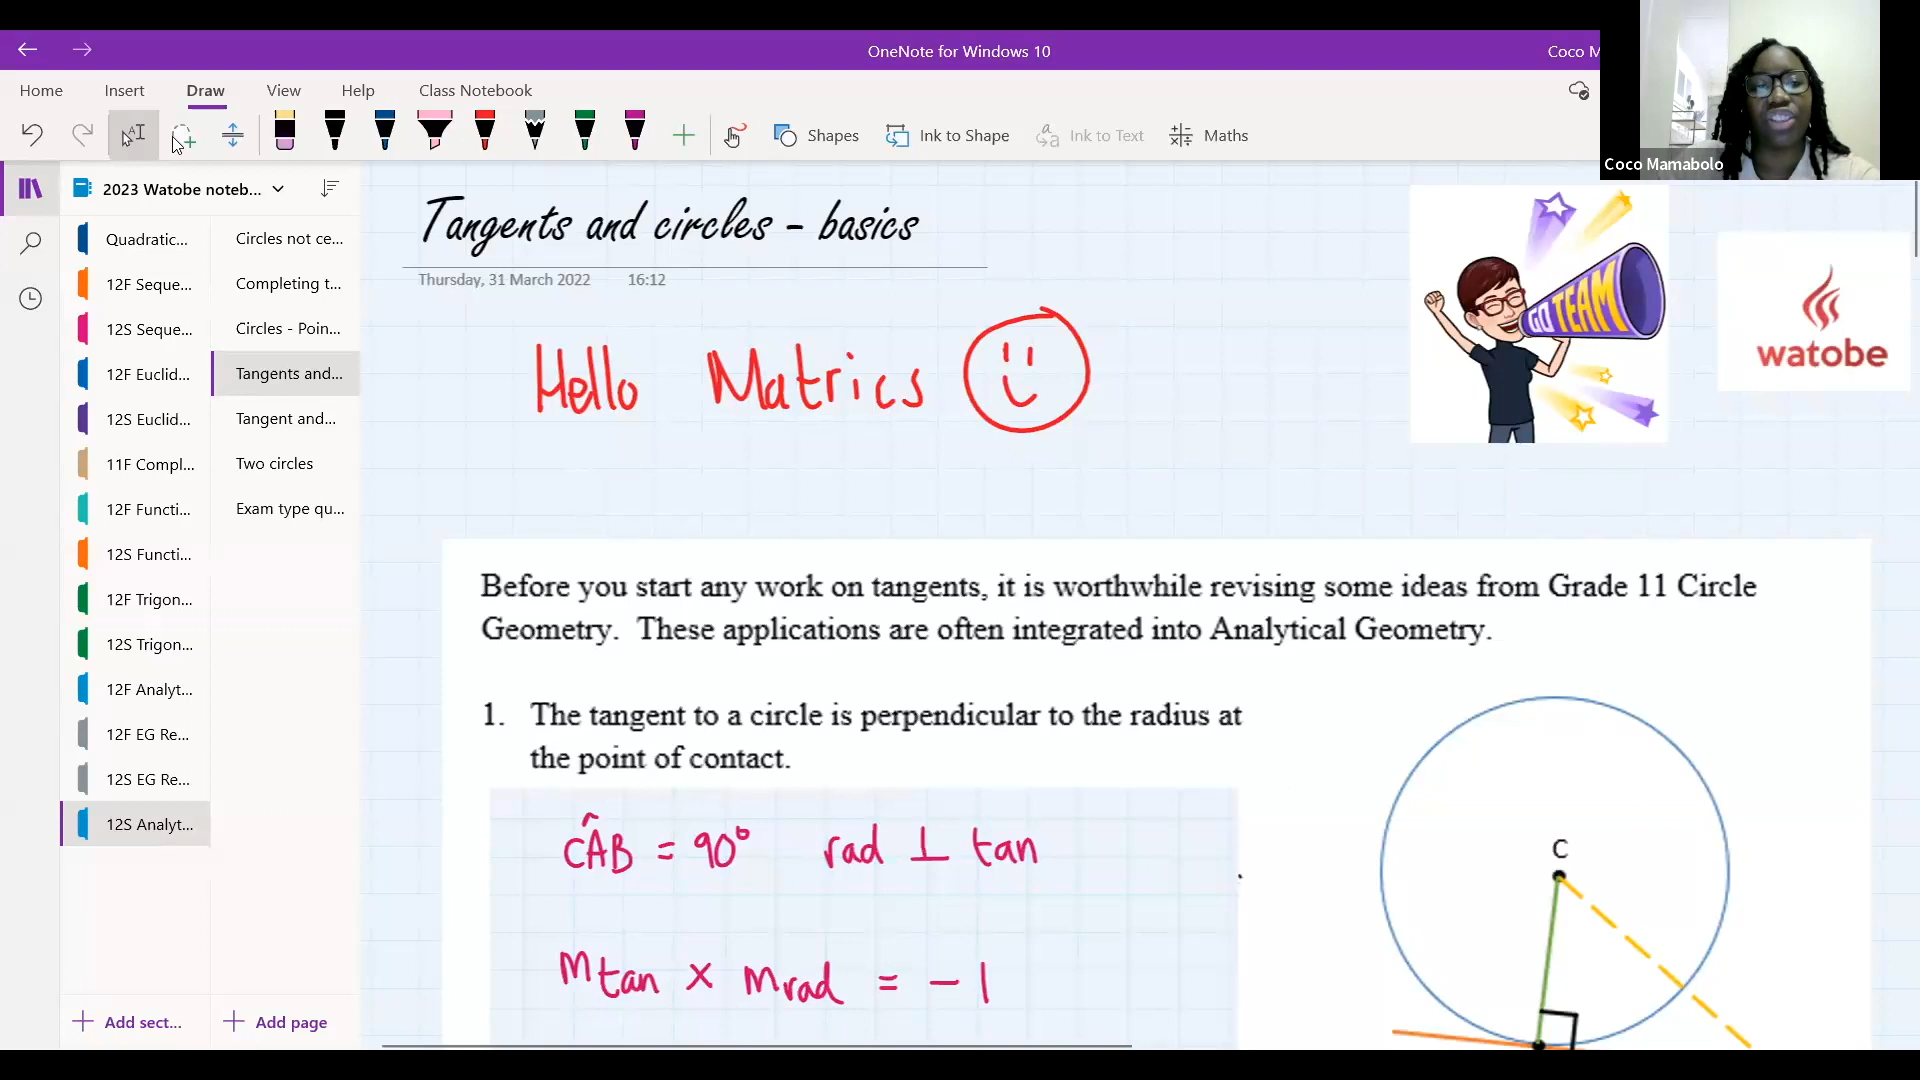 OneNote for Windows 10
Coco M
Home Insert Draw View Help Class Notebook
Shapes Ink to Shape Ink to Text Maths
Coco Mamabolo
2023 Watobe noteb...
Quadratic...
12F Seque...
12S Seque...
12F Euclid...
12S Euclid...
11F Compl...
12F Functi...
12S Functi...
12F Trigon...
12S Trigon...
12F Analyt...
12F EG Re...
12S EG Re...
12S Analyt...
Add sect...
Circles not ce...
Completing t...
Circles - Poin...
Tangents and...
Tangent and...
Two circles
Exam type qu...
Add page
Tangents and circles - basics
Thursday, 31 March 2022 16:12
Hello Matrics
GO TEAM
watobe
Before you start any work on tangents, it is worthwhile revising some ideas from Grade 11 Circle
Geometry. These applications are often integrated into Analytical Geometry.
1. The tangent to a circle is perpendicular to the radius at
the point of contact.
CÂB = 90° rad ⊥ tan
m tan × m rad = - 1
C